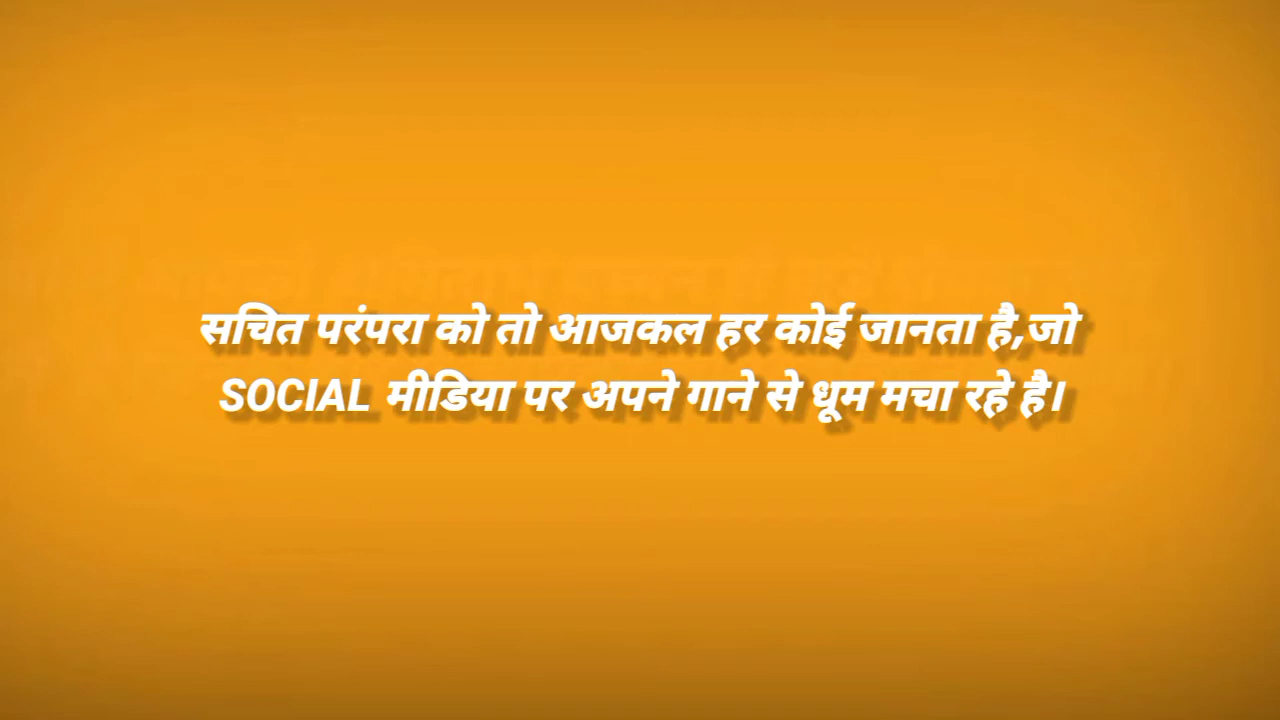 सचित परंपरा को तो आजकल हर कोई जानता है,जो
SOCIAL मीडिया पर अपने गाने से धूम मचा रहे है।